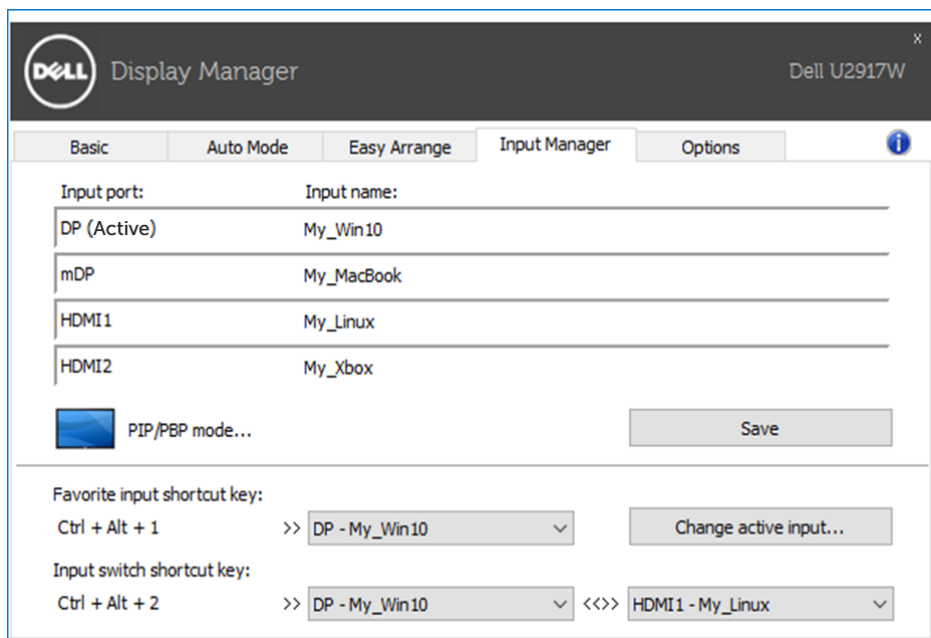 x
DELL Display Manager Dell U2917W
Basic Auto Mode Easy Arrange Input Manager Options i
Input port: Input name:
DP (Active) My_Win10
mDP My_MacBook
HDMI1 My_Linux
HDMI2 My_Xbox
PIP/PBP mode... Save
Favorite input shortcut key:
Ctrl + Alt + 1 >> DP - My_Win10 Change active input...
Input switch shortcut key:
Ctrl + Alt + 2 >> DP - My_Win10 <<>> HDMI1 - My_Linux